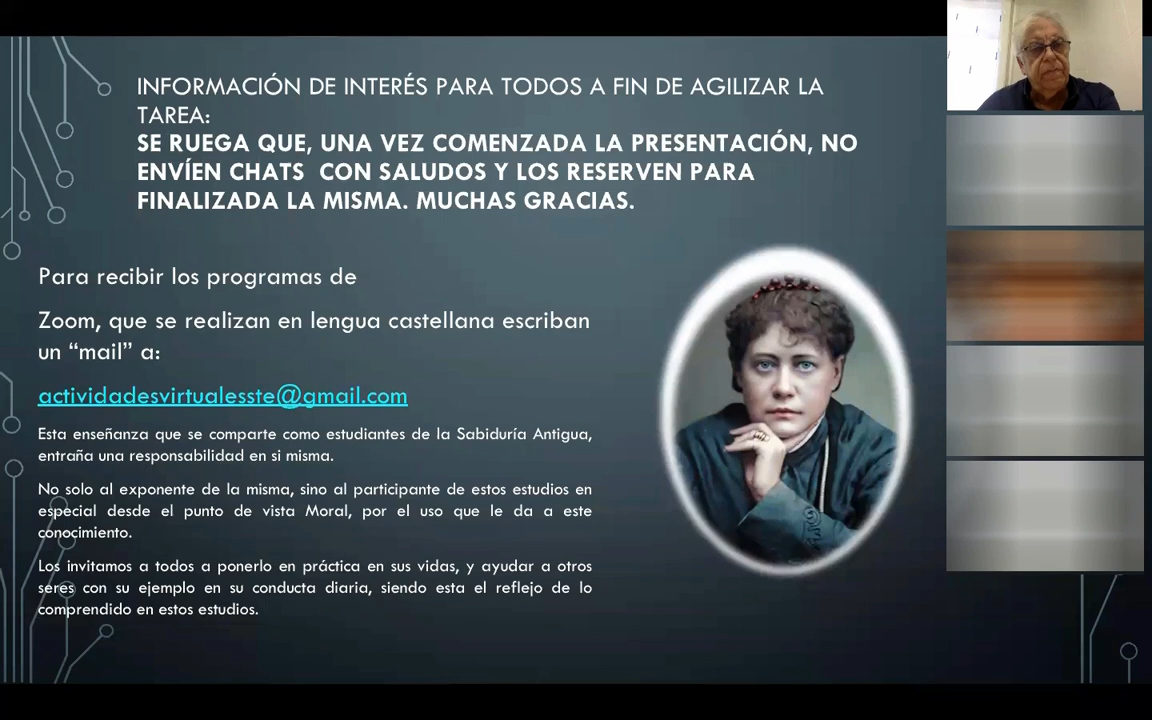 INFORMACIÓN DE INTERÉS PARA TODOS A FIN DE AGILIZAR LA
TAREA:
SE RUEGA QUE, UNA VEZ COMENZADA LA PRESENTACIÓN, NO
ENVÍEN CHATS CON SALUDOS Y LOS RESERVEN PARA
FINALIZADA LA MISMA. MUCHAS GRACIAS.
Para recibir los programas de
Zoom, que se realizan en lengua castellana escriban
un “mail” a:
actividadesvirtualesste@gmail.com
Esta enseñanza que se comparte como estudiantes de la Sabiduría Antigua,
entraña una responsabilidad en si misma.
No solo al exponente de la misma, sino al participante de estos estudios en
especial desde el punto de vista Moral, por el uso que le da a este
conocimiento.
Los invitamos a todos a ponerlo en práctica en sus vidas, y ayudar a otros
seres con su ejemplo en su conducta diaria, siendo esta el reflejo de lo
comprendido en estos estudios.